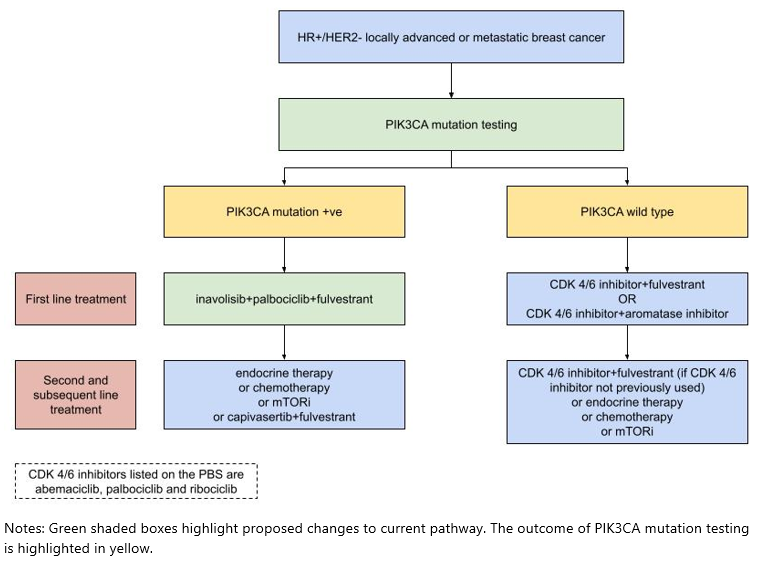 HR+/HER2- locally advanced or metastatic breast cancer
PIK3CA mutation testing
PIK3CA mutation +ve
PIK3CA wild type
First line treatment
inavolisib+palbociclib+fulvestrant
CDK 4/6 inhibitor+fulvestrant
OR
CDK 4/6 inhibitor+aromatase inhibitor
Second and
subsequent line
treatment
endocrine therapy
or chemotherapy
or mTORi
or capivasertib+fulvestrant
CDK 4/6 inhibitor+fulvestrant (if CDK 4/6
inhibitor not previously used)
or endocrine therapy
or chemotherapy
or mTORi
CDK 4/6 inhibitors listed on the PBS are
abemaciclib, palbociclib and ribociclib
Notes: Green shaded boxes highlight proposed changes to current pathway. The outcome of PIK3CA mutation testing
is highlighted in yellow.